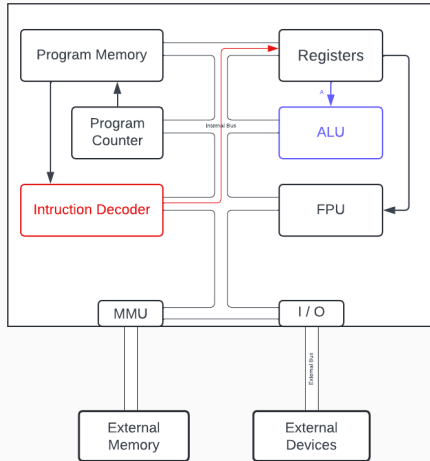 Program Memory
Registers
A
Program
Counter
Internal Bus
ALU
Intruction Decoder
FPU
MMU
I / O
External Bus
External
Memory
External
Devices